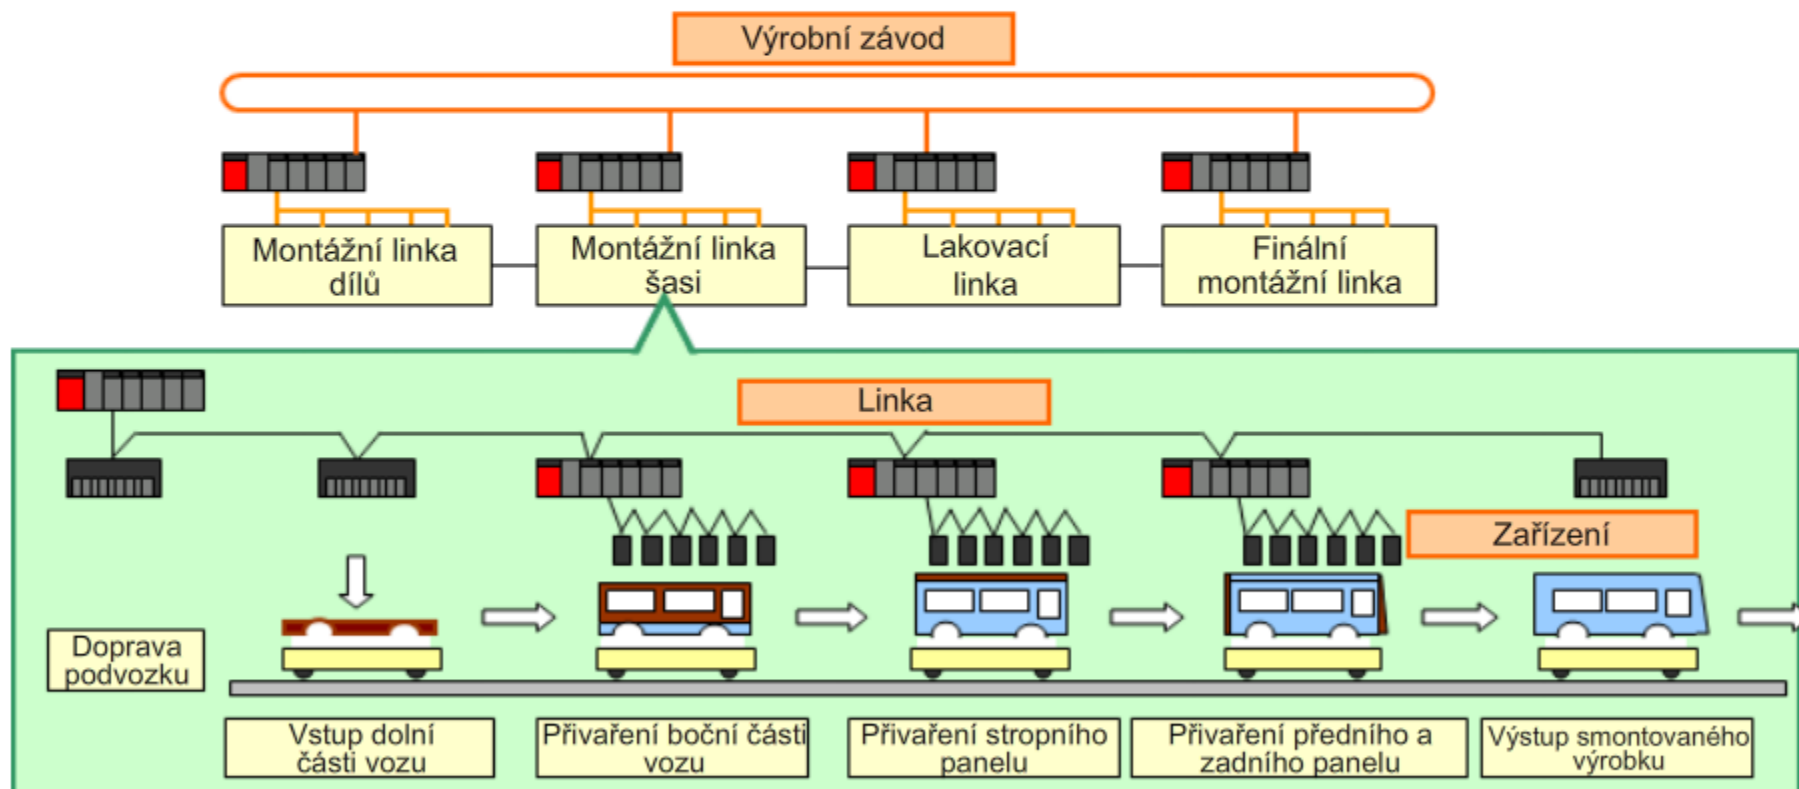 Výrobní závod
Montážní linka
dílů
Montážní linka
šasi
Lakovací
linka
Finální
montážní linka
Linka
Zařízení
Doprava
podvozku
Vstup dolní
části vozu
Přivaření boční části
vozu
Přivaření stropního
panelu
Přivaření předního a
zadního panelu
Výstup smontovaného
výrobku